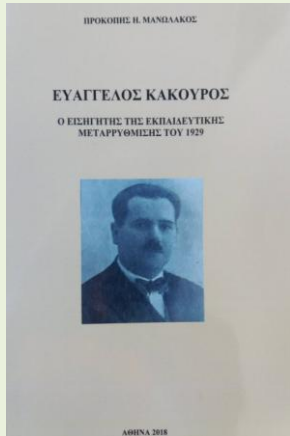 ΠΡΟΚΟΠΗΣ Η. ΜΑΝΩΛΑΚΟΣ
ΕΥΑΓΓΕΛΟΣ ΚΑΚΟΥΡΟΣ
Ο ΕΙΣΗΓΗΤΗΣ ΤΗΣ ΕΚΠΑΙΔΕΥΤΙΚΗΣ
ΜΕΤΑΡΡΥΘΜΙΣΗΣ ΤΟΥ 1929
ΑΘΗΝΑ 2018